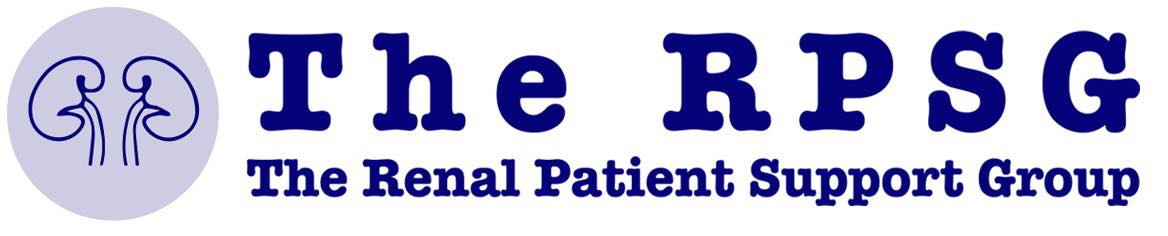 The RPSG
The Renal Patient Support Group